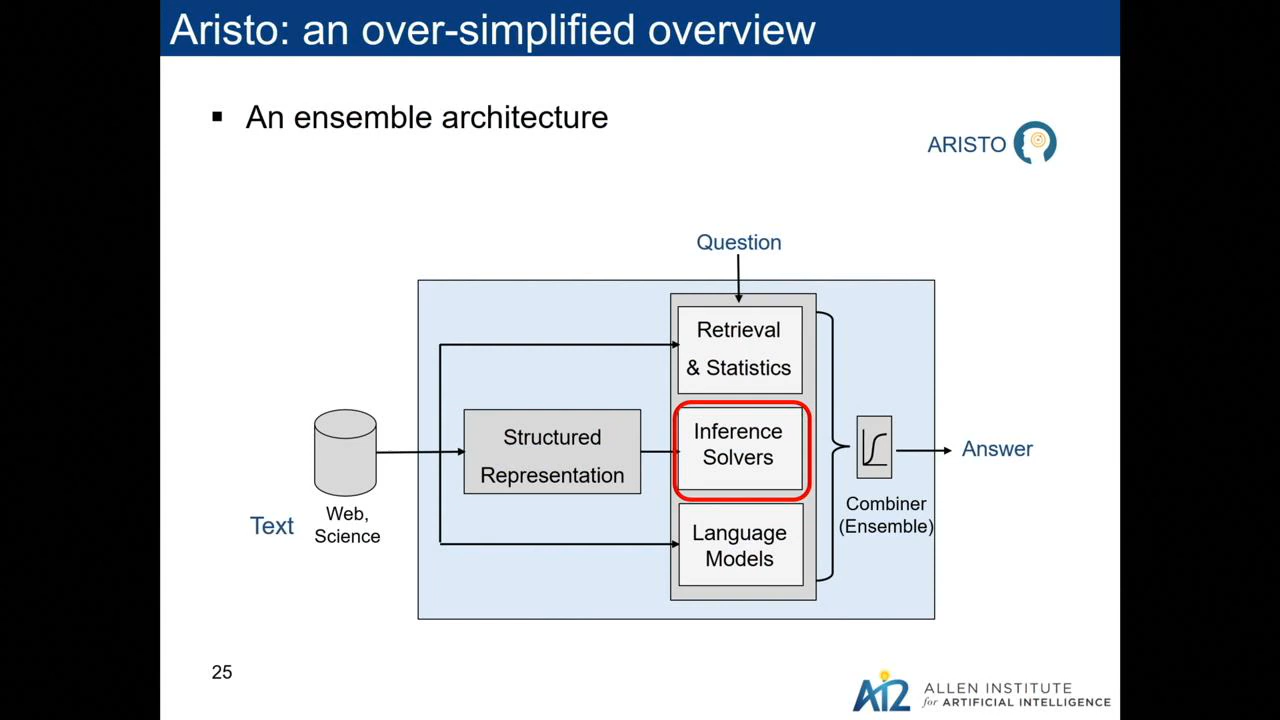 Aristo: an over-simplified overview
▪ An ensemble architecture
ARISTO
Question
Retrieval
& Statistics
Inference
Solvers
Language
Models
Structured
Representation
Text
Web,
Science
Combiner
(Ensemble)
Answer
25
AI2
ALLEN INSTITUTE
for ARTIFICIAL INTELLIGENCE